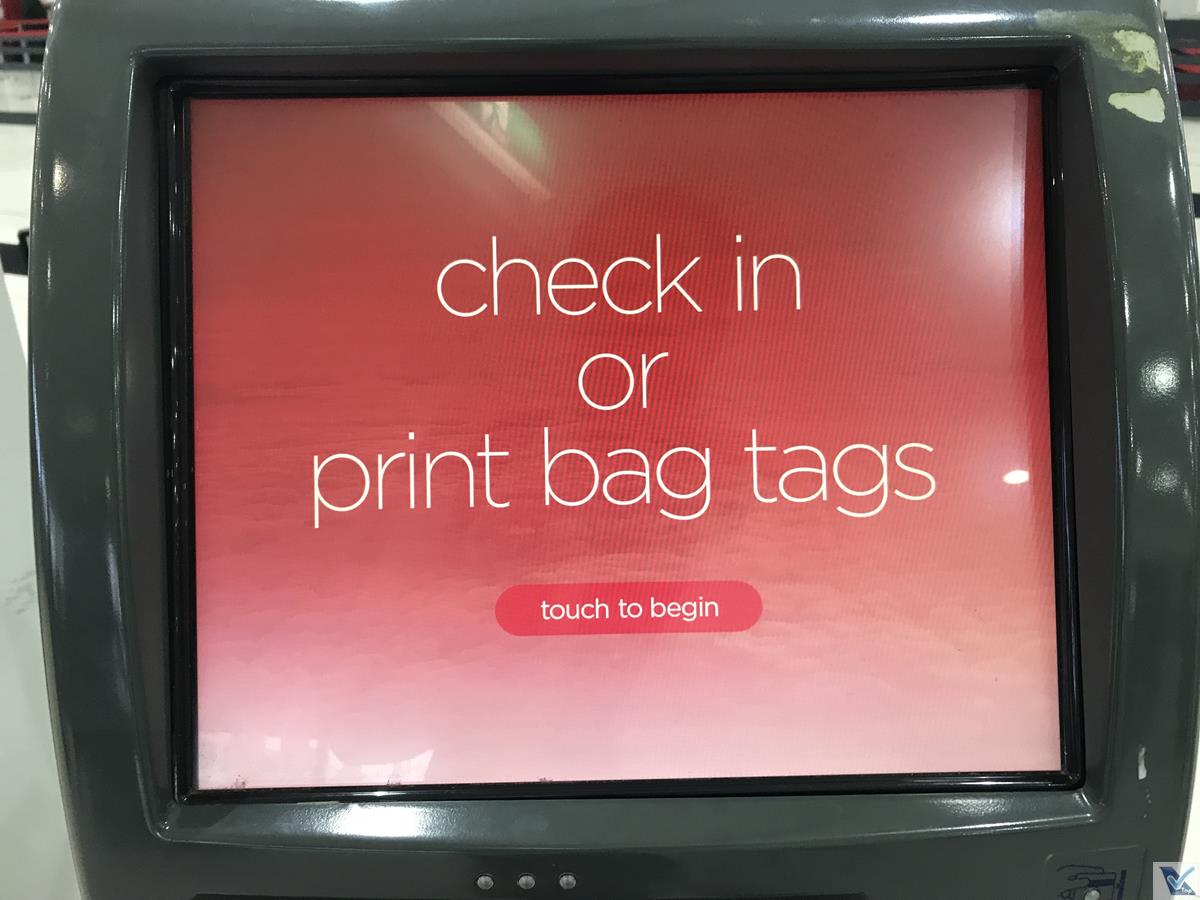 check in
or
print bag tags
touch to begin